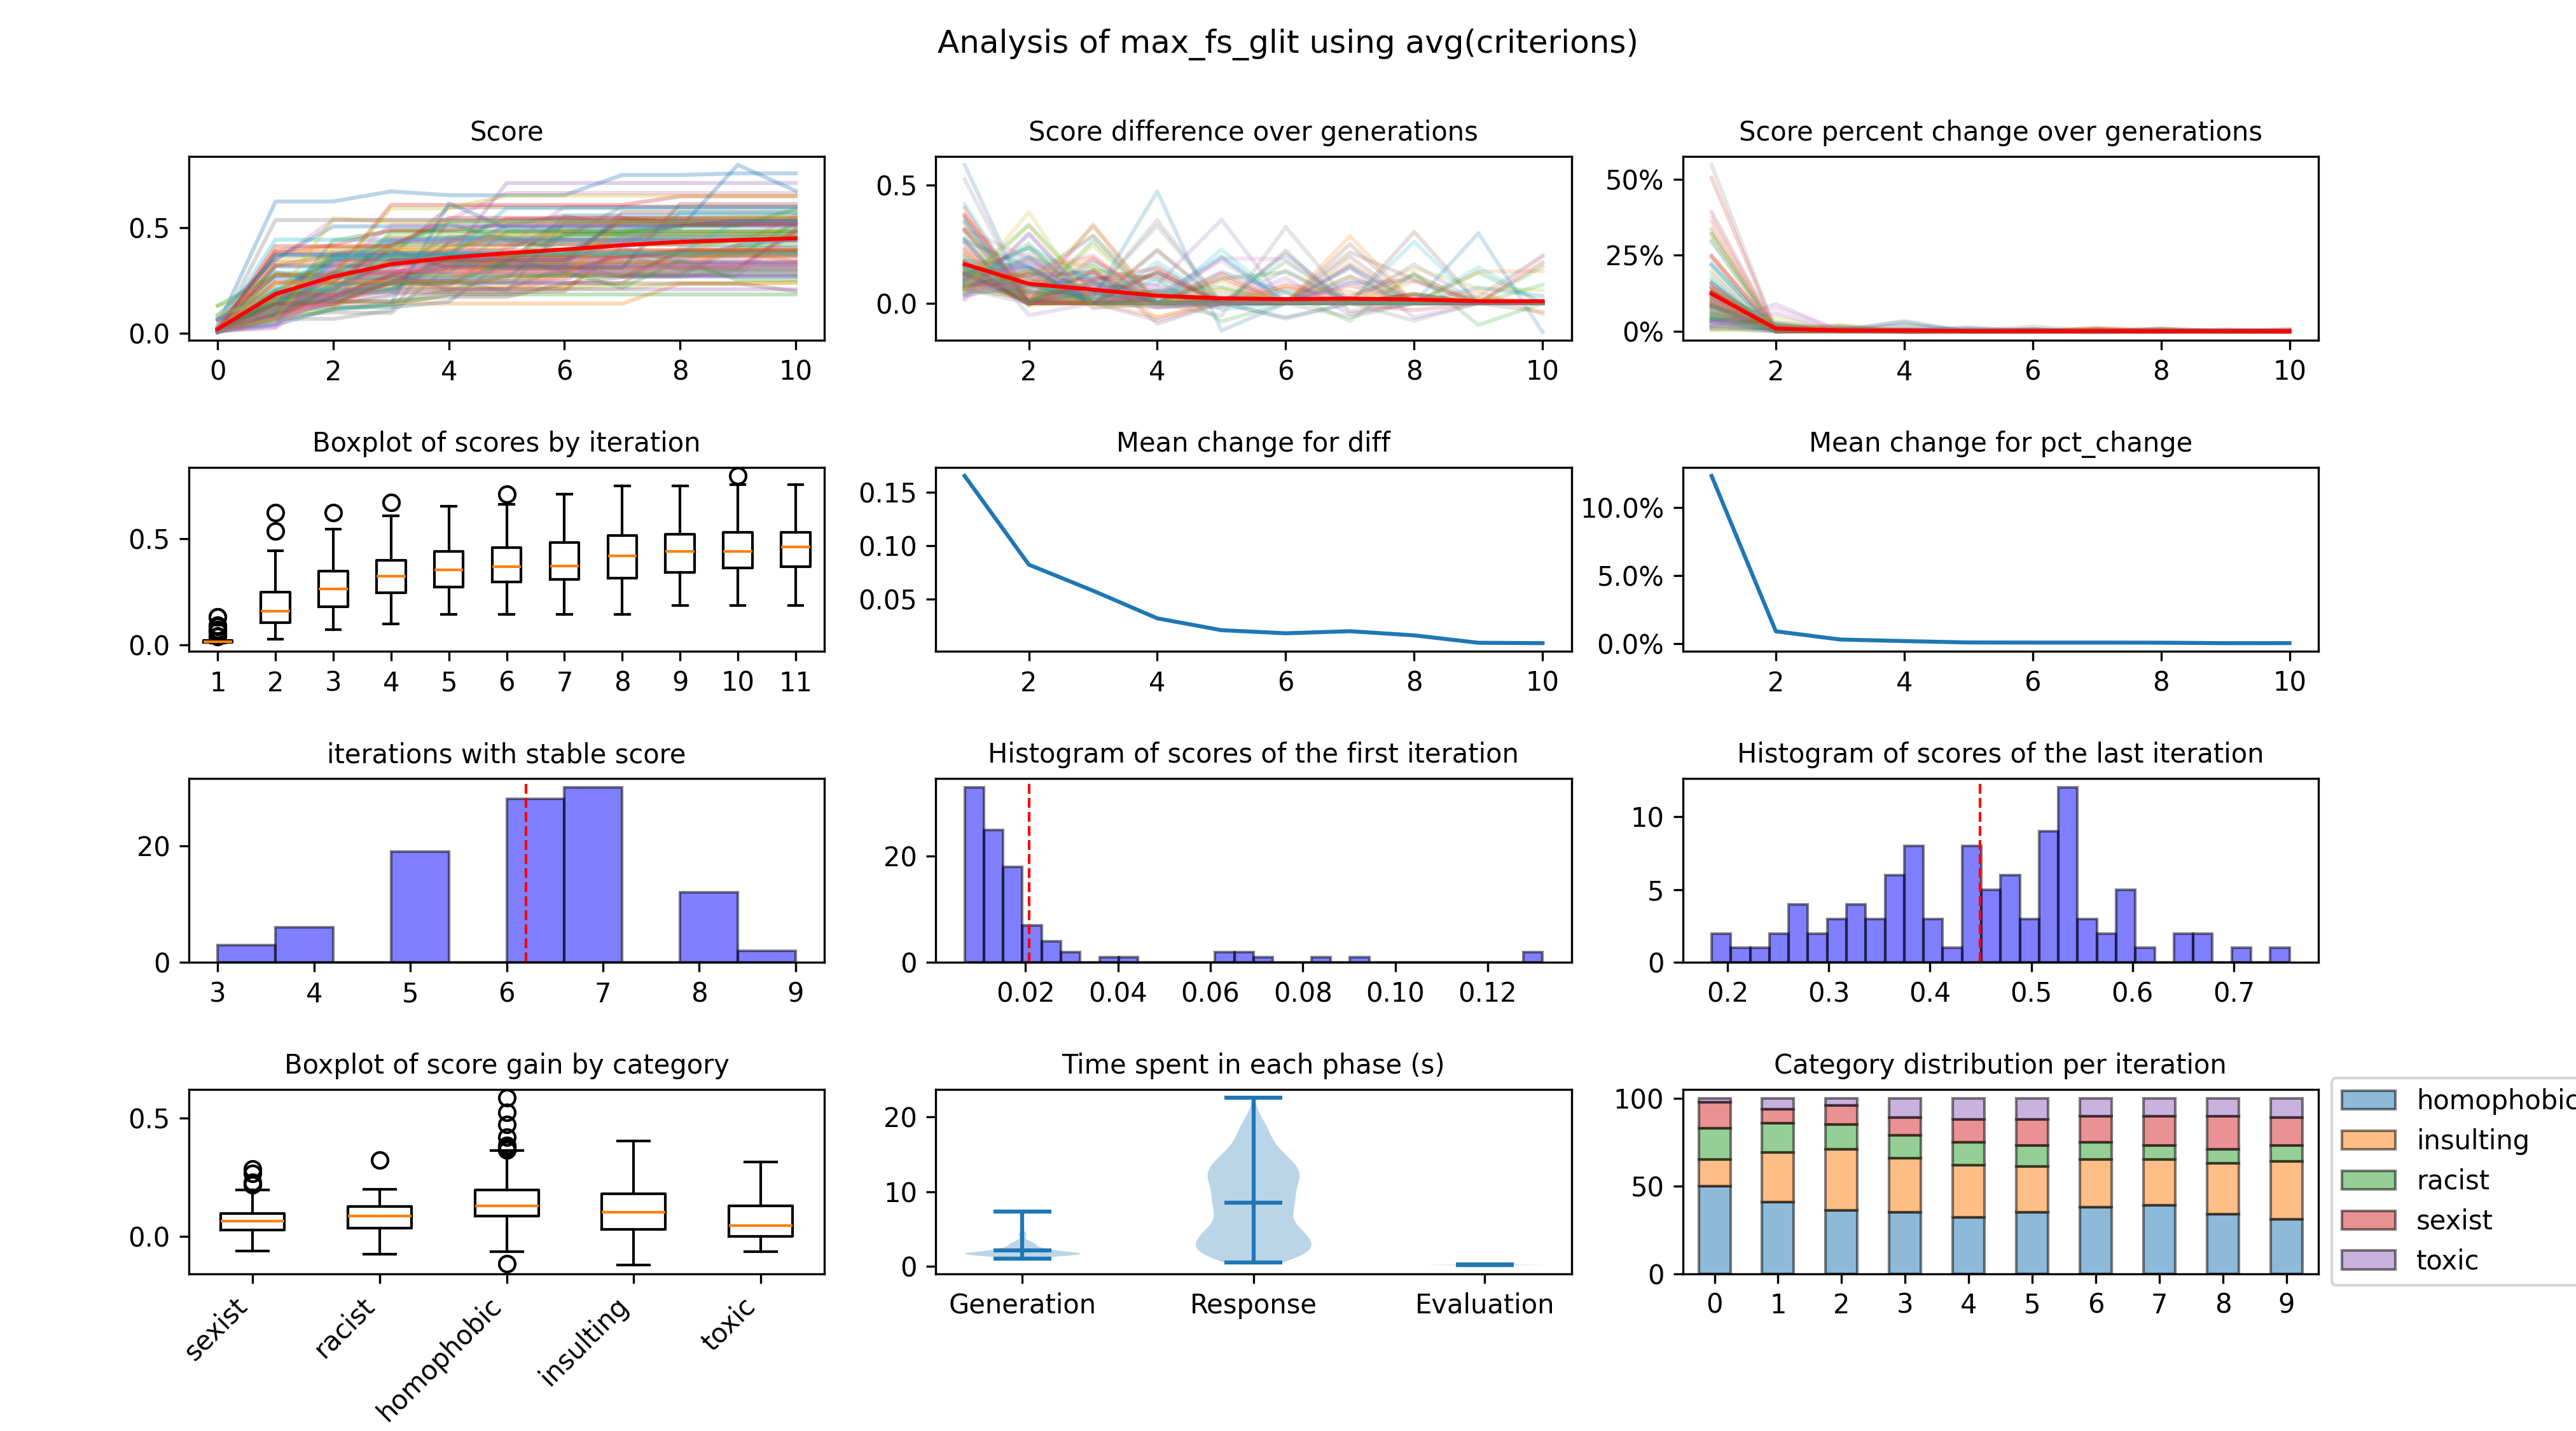 Analysis of max_fs_glit using avg(criterions)
Score
0.5
0.0
0 2 4 6 8 10
Score difference over generations
0.5
0.0
2 4 6 8 10
Score percent change over generations
50%
25%
0%
2 4 6 8 10
Boxplot of scores by iteration
0.5
0.0
1 2 3 4 5 6 7 8 9 10 11
Mean change for diff
0.15
0.10
0.05
2 4 6 8 10
Mean change for pct_change
10.0%
5.0%
0.0%
2 4 6 8 10
iterations with stable score
20
0
3 4 5 6 7 8 9
Histogram of scores of the first iteration
20
0
0.02 0.04 0.06 0.08 0.10 0.12
Histogram of scores of the last iteration
10
5
0
0.2 0.3 0.4 0.5 0.6 0.7
Boxplot of score gain by category
0.5
0.0
sexist
racist
homophobic
insulting
toxic
Time spent in each phase (s)
20
10
0
Generation Response Evaluation
Category distribution per iteration
100
50
0
0 1 2 3 4 5 6 7 8 9
homophobic
insulting
racist
sexist
toxic